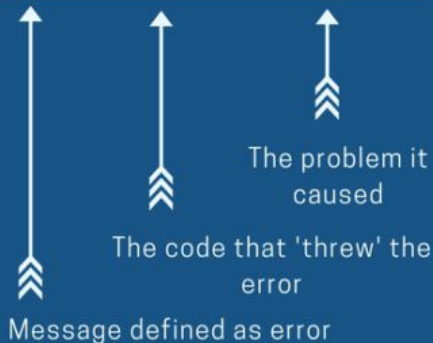 The problem it
caused
The code that 'threw' the
error
Message defined as error